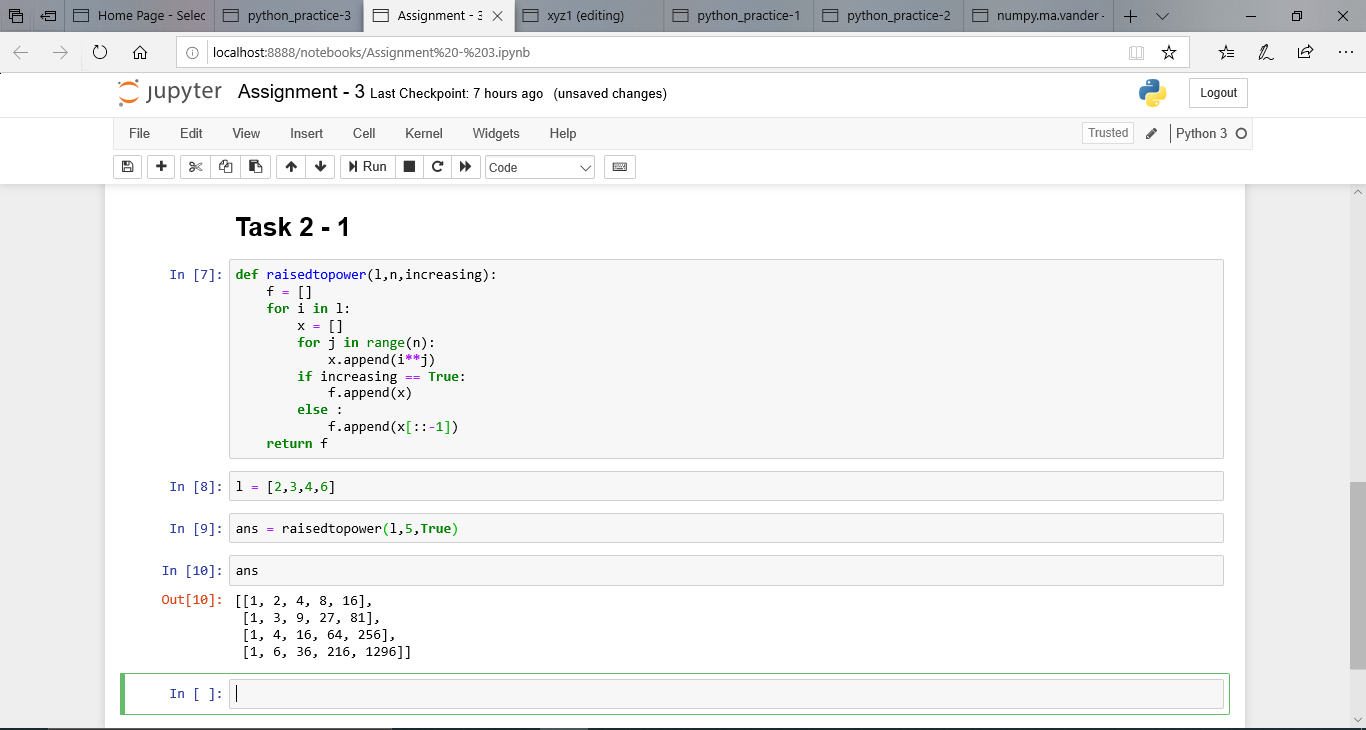 Home Page - Selec
python_practice-3
Assignment - 3
xyz1 (editing)
python_practice-1
python_practice-2
numpy.ma.vander -
localhost:8888/notebooks/Assignment%20-%203.ipynb
jupyter Assignment - 3 Last Checkpoint: 7 hours ago (unsaved changes)
Logout
File Edit View Insert Cell Kernel Widgets Help
Trusted
Python 3
Run
Code
Task 2 - 1
In [7]: def raisedtopower(l,n,increasing):
    f = []
    for i in l:
        x = []
        for j in range(n):
            x.append(i**j)
        if increasing == True:
            f.append(x)
        else :
            f.append(x[::-1])
    return f
In [8]: l = [2,3,4,6]
In [9]: ans = raisedtopower(l,5,True)
In [10]: ans
Out[10]: [[1, 2, 4, 8, 16],
 [1, 3, 9, 27, 81],
 [1, 4, 16, 64, 256],
 [1, 6, 36, 216, 1296]]
In [ ]: